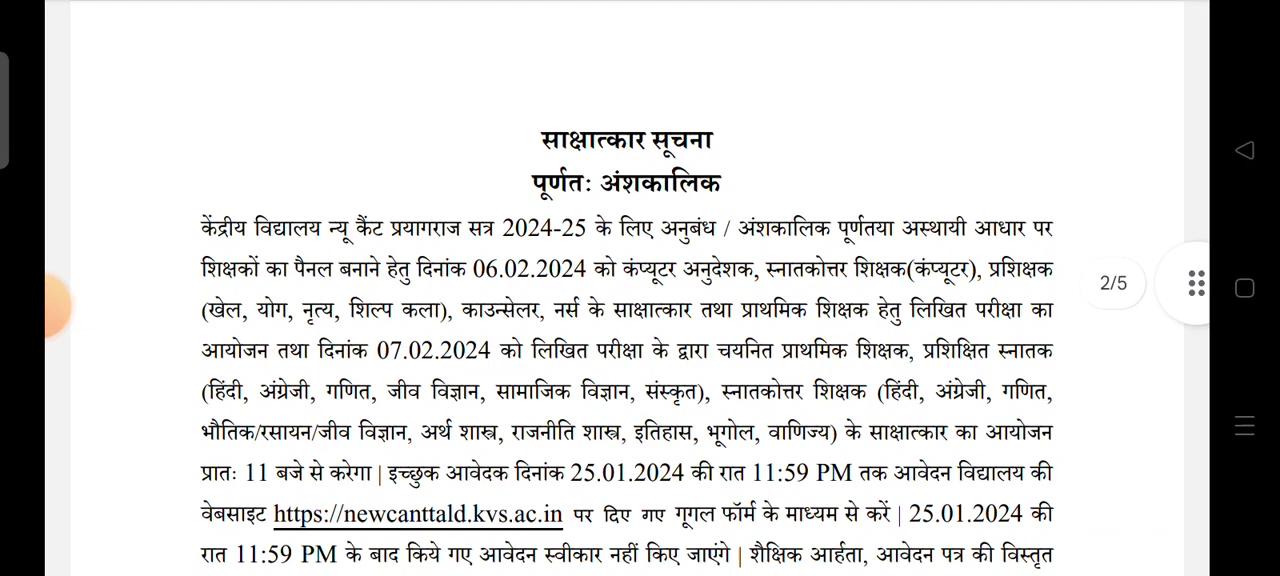 साक्षात्कार सूचना
पूर्णतः अंशकालिक
केंद्रीय विद्यालय न्यू कैंट प्रयागराज सत्र 2024-25 के लिए अनुबंध / अंशकालिक पूर्णतया अस्थायी आधार पर
शिक्षकों का पैनल बनाने हेतु दिनांक 06.02.2024 को कंप्यूटर अनुदेशक, स्नातकोत्तर शिक्षक(कंप्यूटर), प्रशिक्षक
(खेल, योग, नृत्य, शिल्प कला), काउन्सेलर, नर्स के साक्षात्कार तथा प्राथमिक शिक्षक हेतु लिखित परीक्षा का
आयोजन तथा दिनांक 07.02.2024 को लिखित परीक्षा के द्वारा चयनित प्राथमिक शिक्षक, प्रशिक्षित स्नातक
(हिंदी, अंग्रेजी, गणित, जीव विज्ञान, सामाजिक विज्ञान, संस्कृत), स्नातकोत्तर शिक्षक (हिंदी, अंग्रेजी, गणित,
भौतिक/रसायन/जीव विज्ञान, अर्थ शास्त्र, राजनीति शास्त्र, इतिहास, भूगोल, वाणिज्य) के साक्षात्कार का आयोजन
प्रातः 11 बजे से करेगा | इच्छुक आवेदक दिनांक 25.01.2024 की रात 11:59 PM तक आवेदन विद्यालय की
वेबसाइट https://newcanttald.kvs.ac.in पर दिए गए गूगल फॉर्म के माध्यम से करें | 25.01.2024 की
रात 11:59 PM के बाद किये गए आवेदन स्वीकार नहीं किए जाएंगे | शैक्षिक आर्हता, आवेदन पत्र की विस्तृत
2/5